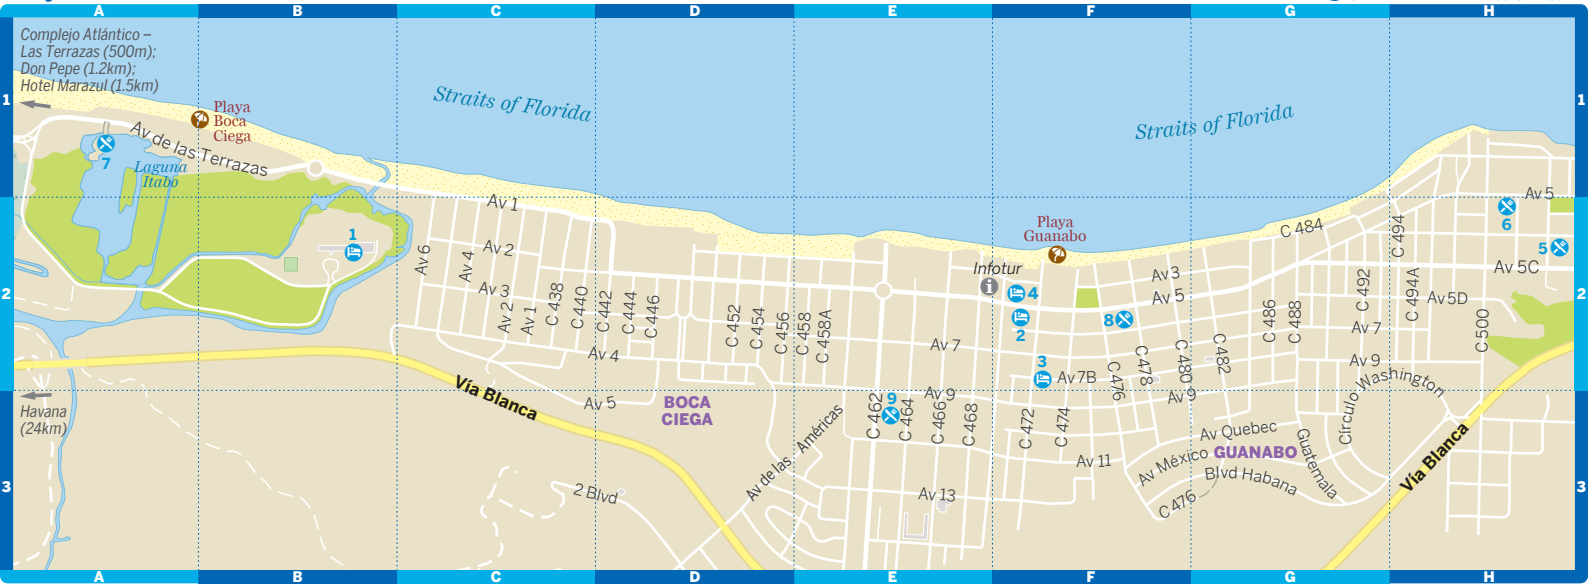 A B C D E F G H
Complejo Atlántico –
Las Terrazas (500m);
Don Pepe (1.2km);
Hotel Marazul (1.5km)
1
1
Playa
Boca
Ciega
Straits of Florida
Straits of Florida
7
Av de las Terrazas
Laguna
Itabo
Av 5
Av 1
6
1
Av 6
Av 4
Av 2
Playa
Guanabo
C 484
C 494
5
Infotur
Av 3
Av 5C
2
2
Av 3
Av 2
Av 1
C 438
C 440
C 442
C 444
C 446
C 452
C 454
C 456
C 458
C 458A
4
Av 5
8
2
C 486
C 488
C 492
C 494A
Av 5D
C 500
Av 7
Av 7
Av 4
3
Av 7B
C 476
C 478
C 480
C 482
Av 9
Av 9
Av 9
Círculo Washington
Vía Blanca
Av 5
BOCA
CIEGA
Havana
(24km)
9
C 462
C 464
C 466
C 468
C 472
C 474
Av de las Américas
Av Quebec
Av México
GUANABO
Guatemala
Vía Blanca
Av 11
Blvd Habana
3
3
2 Blvd
Av 13
C 476
A B C D E F G H